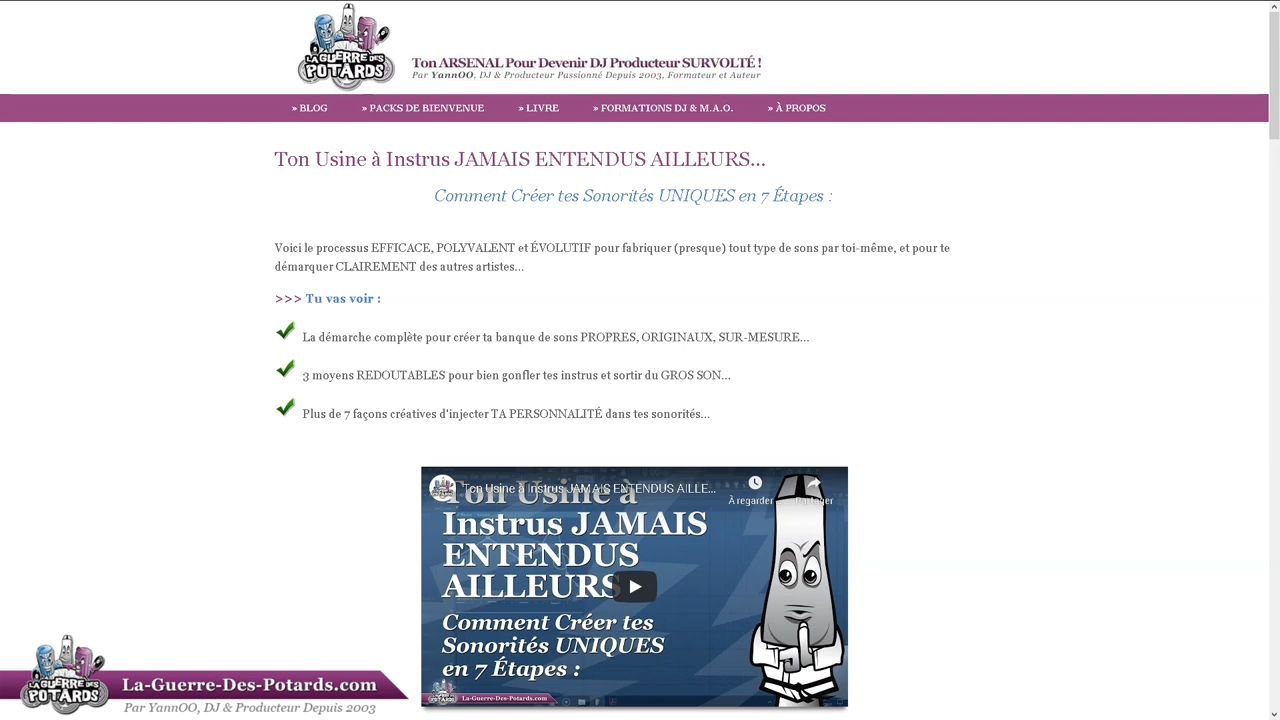 LA GUERRE DES
POTARDS
Ton ARSENAL Pour Devenir DJ Producteur SURVOLTÉ !
Par YannOO, DJ & Producteur Passionné Depuis 2003, Formateur et Auteur
» BLOG » PACKS DE BIENVENUE » LIVRE » FORMATIONS DJ & M.A.O. » À PROPOS
Ton Usine à Instrus JAMAIS ENTENDUS AILLEURS...
Comment Créer tes Sonorités UNIQUES en 7 Étapes :
Voici le processus EFFICACE, POLYVALENT et ÉVOLUTIF pour fabriquer (presque) tout type de sons par toi-même, et pour te
démarquer CLAIREMENT des autres artistes...
>>> Tu vas voir :
La démarche complète pour créer ta banque de sons PROPRES, ORIGINAUX, SUR-MESURE...
3 moyens REDOUTABLES pour bien gonfler tes instrus et sortir du GROS SON...
Plus de 7 façons créatives d'injecter TA PERSONNALITÉ dans tes sonorités...
Ton Usine à Instrus JAMAIS ENTENDUS AILLE...
À regarder ... Partager
Ton Usine à
Instrus JAMAIS
ENTENDUS
AILLEURS
Comment Créer tes
Sonorités UNIQUES
en 7 Étapes :
La-Guerre-Des-Potards.com
LA GUERRE DES
POTARDS
La-Guerre-Des-Potards.com
Par YannOO, DJ & Producteur Depuis 2003